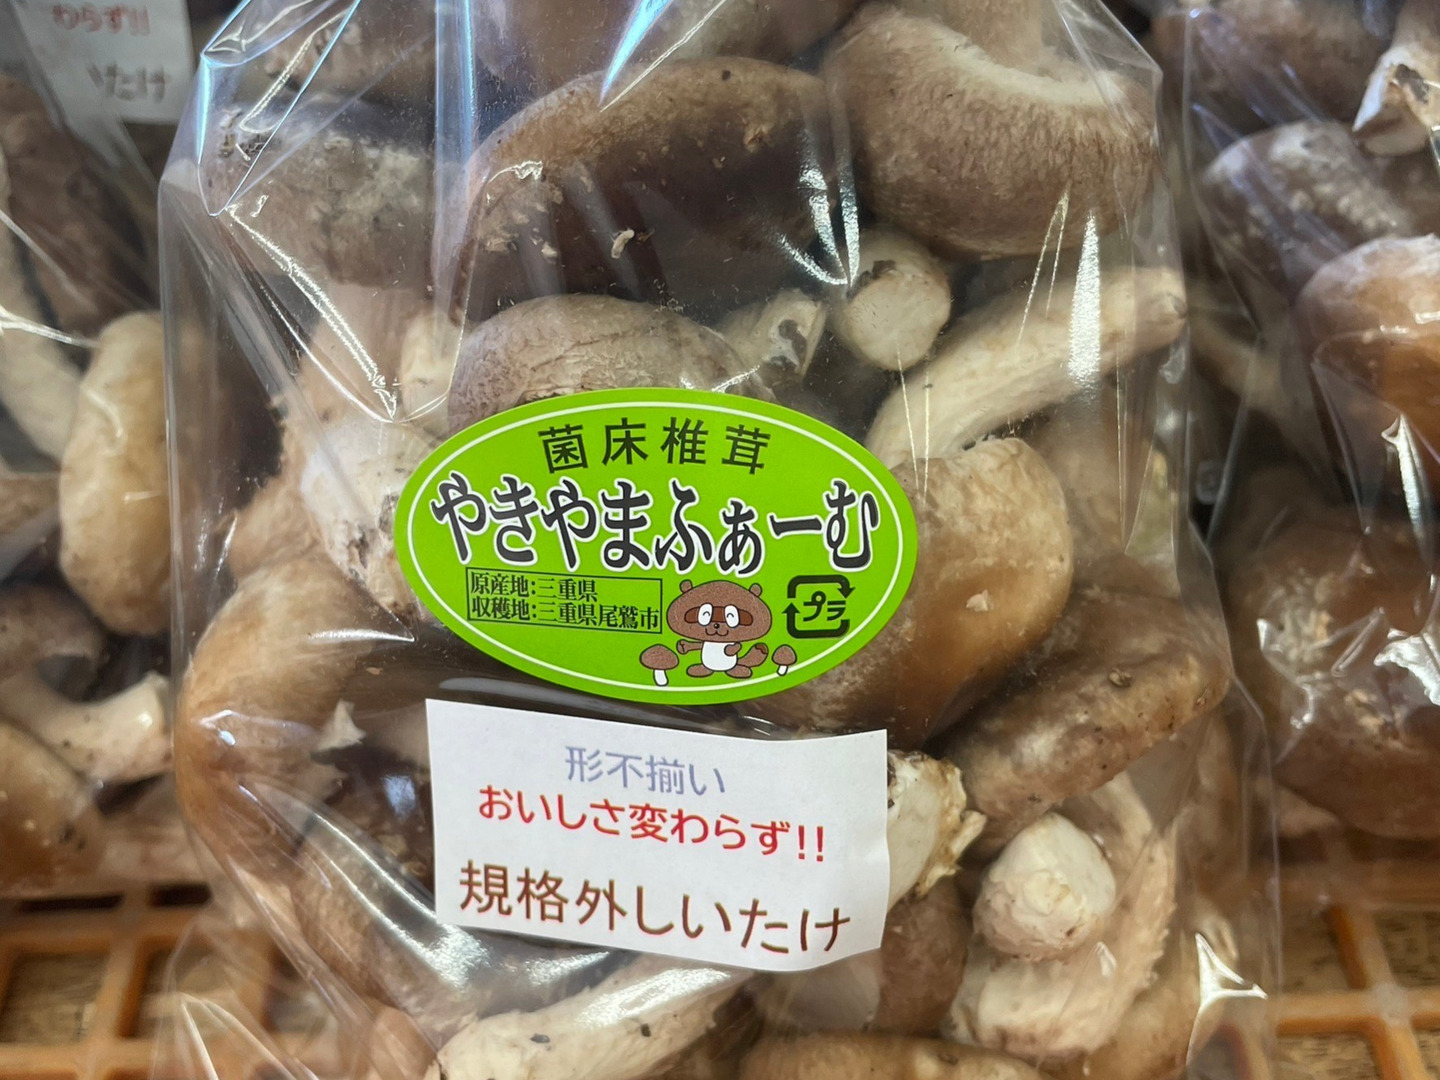 わらず!!
いたけ
菌床椎茸
やきやまふぁーむ
原産地:三重県
収穫地:三重県尾鷲市
プラ
形不揃い
おいしさ変わらず!!
規格外しいたけ